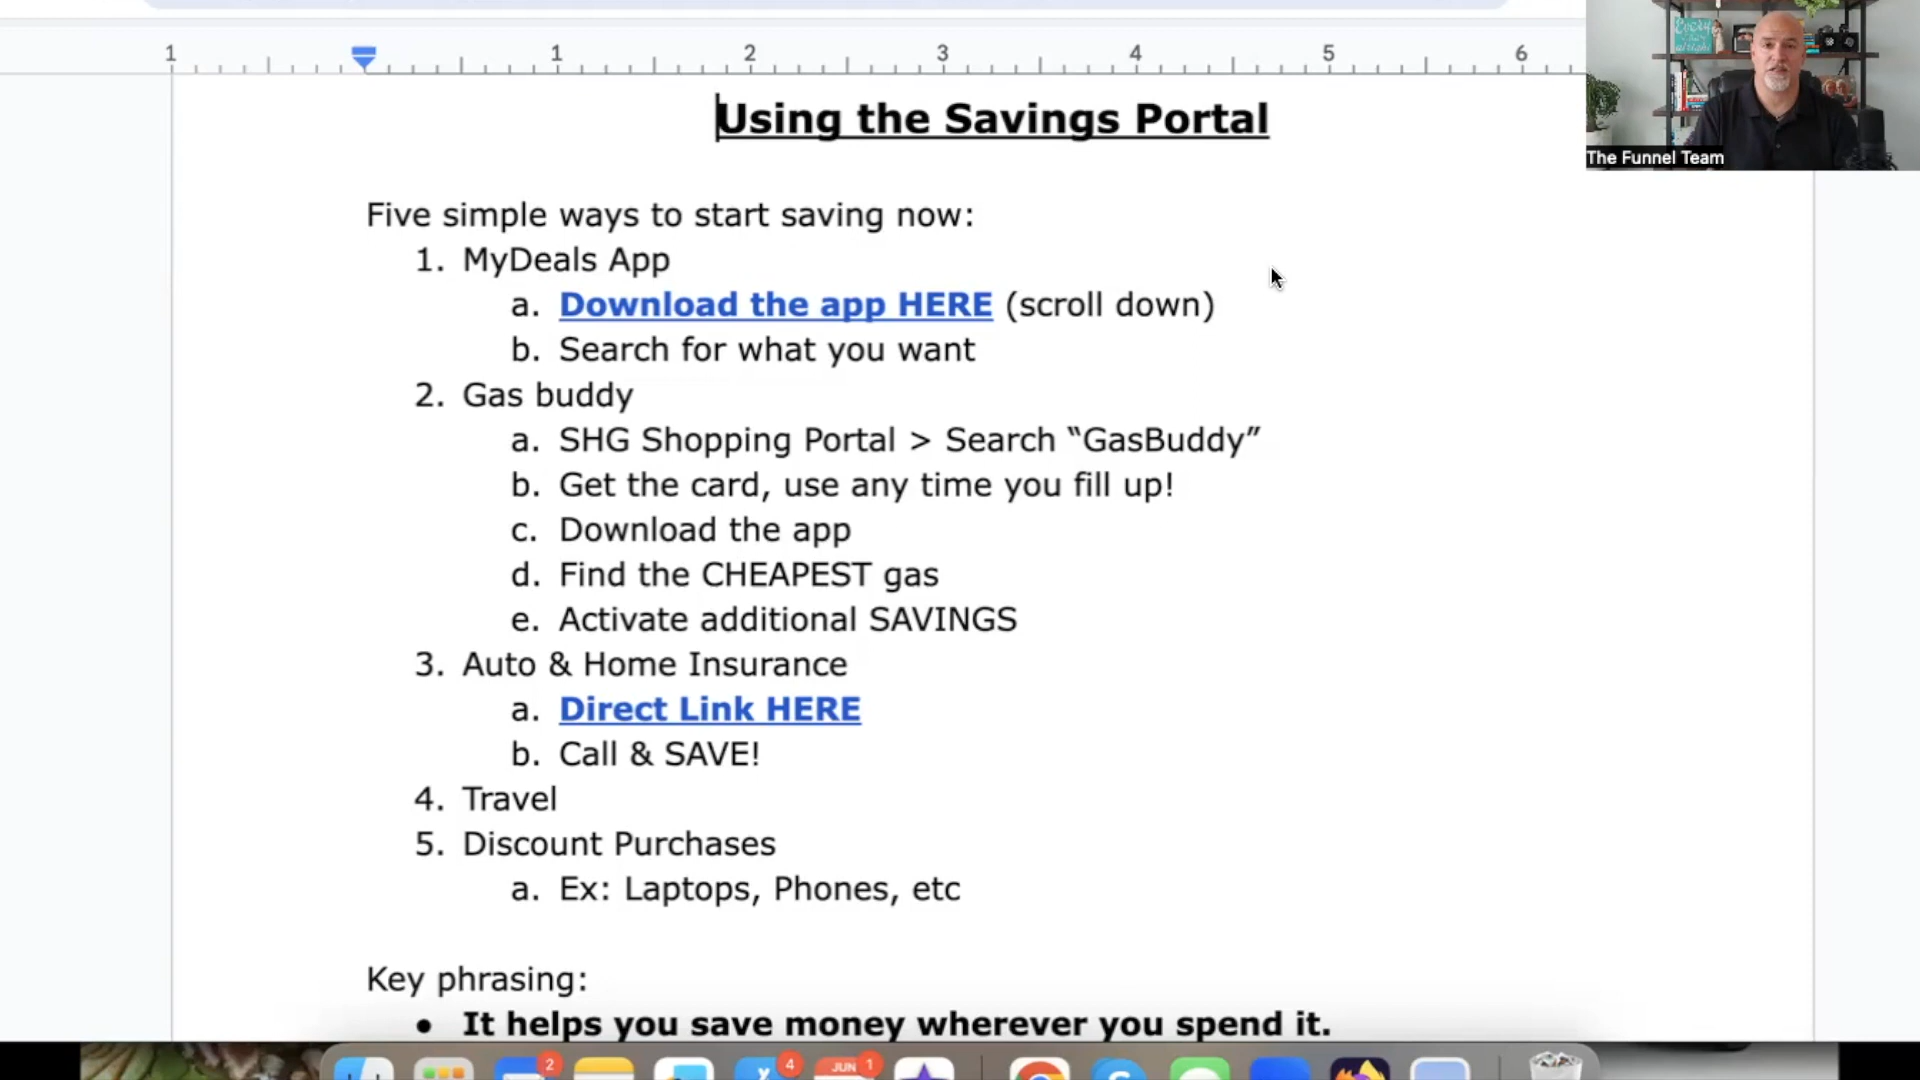 1 1 2 3 4 5 6
Using the Savings Portal
The Funnel Team
Five simple ways to start saving now:
1. MyDeals App
a. Download the app HERE (scroll down)
b. Search for what you want
2. Gas buddy
a. SHG Shopping Portal > Search “GasBuddy”
b. Get the card, use any time you fill up!
c. Download the app
d. Find the CHEAPEST gas
e. Activate additional SAVINGS
3. Auto & Home Insurance
a. Direct Link HERE
b. Call & SAVE!
4. Travel
5. Discount Purchases
a. Ex: Laptops, Phones, etc
Key phrasing:
● It helps you save money wherever you spend it.
2 4 JUN 1